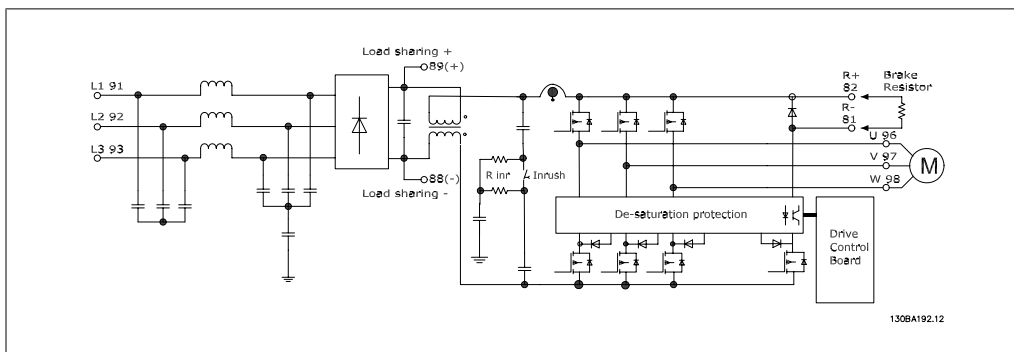 Load sharing +
89(+)
L1 91
L2 92
L3 93
R+
82
Brake
Resistor
R-
81
U 96
V 97
W 98
M
88(-)
Load sharing -
R inr
Inrush
De-saturation protection
Drive
Control
Board
130BA192.12